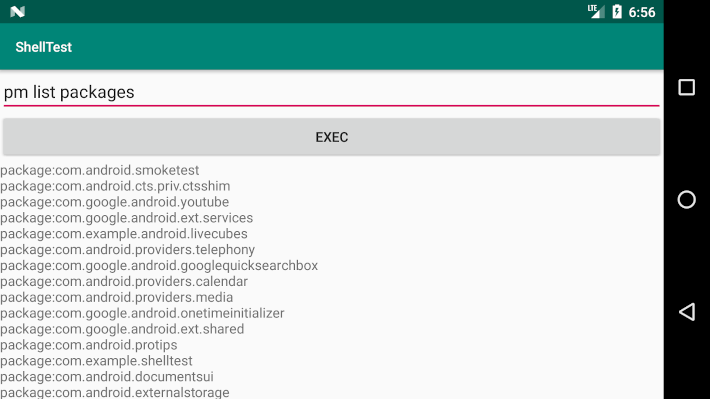 LTE 6:56
ShellTest
pm list packages
EXEC
package:com.android.smoketest
package:com.android.cts.priv.ctsshim
package:com.google.android.youtube
package:com.google.android.ext.services
package:com.example.android.livecubes
package:com.android.providers.telephony
package:com.google.android.googlequicksearchbox
package:com.android.providers.calendar
package:com.android.providers.media
package:com.google.android.onetimeinitializer
package:com.google.android.ext.shared
package:com.android.protips
package:com.example.shelltest
package:com.android.documentsui
package:com.android.externalstorage